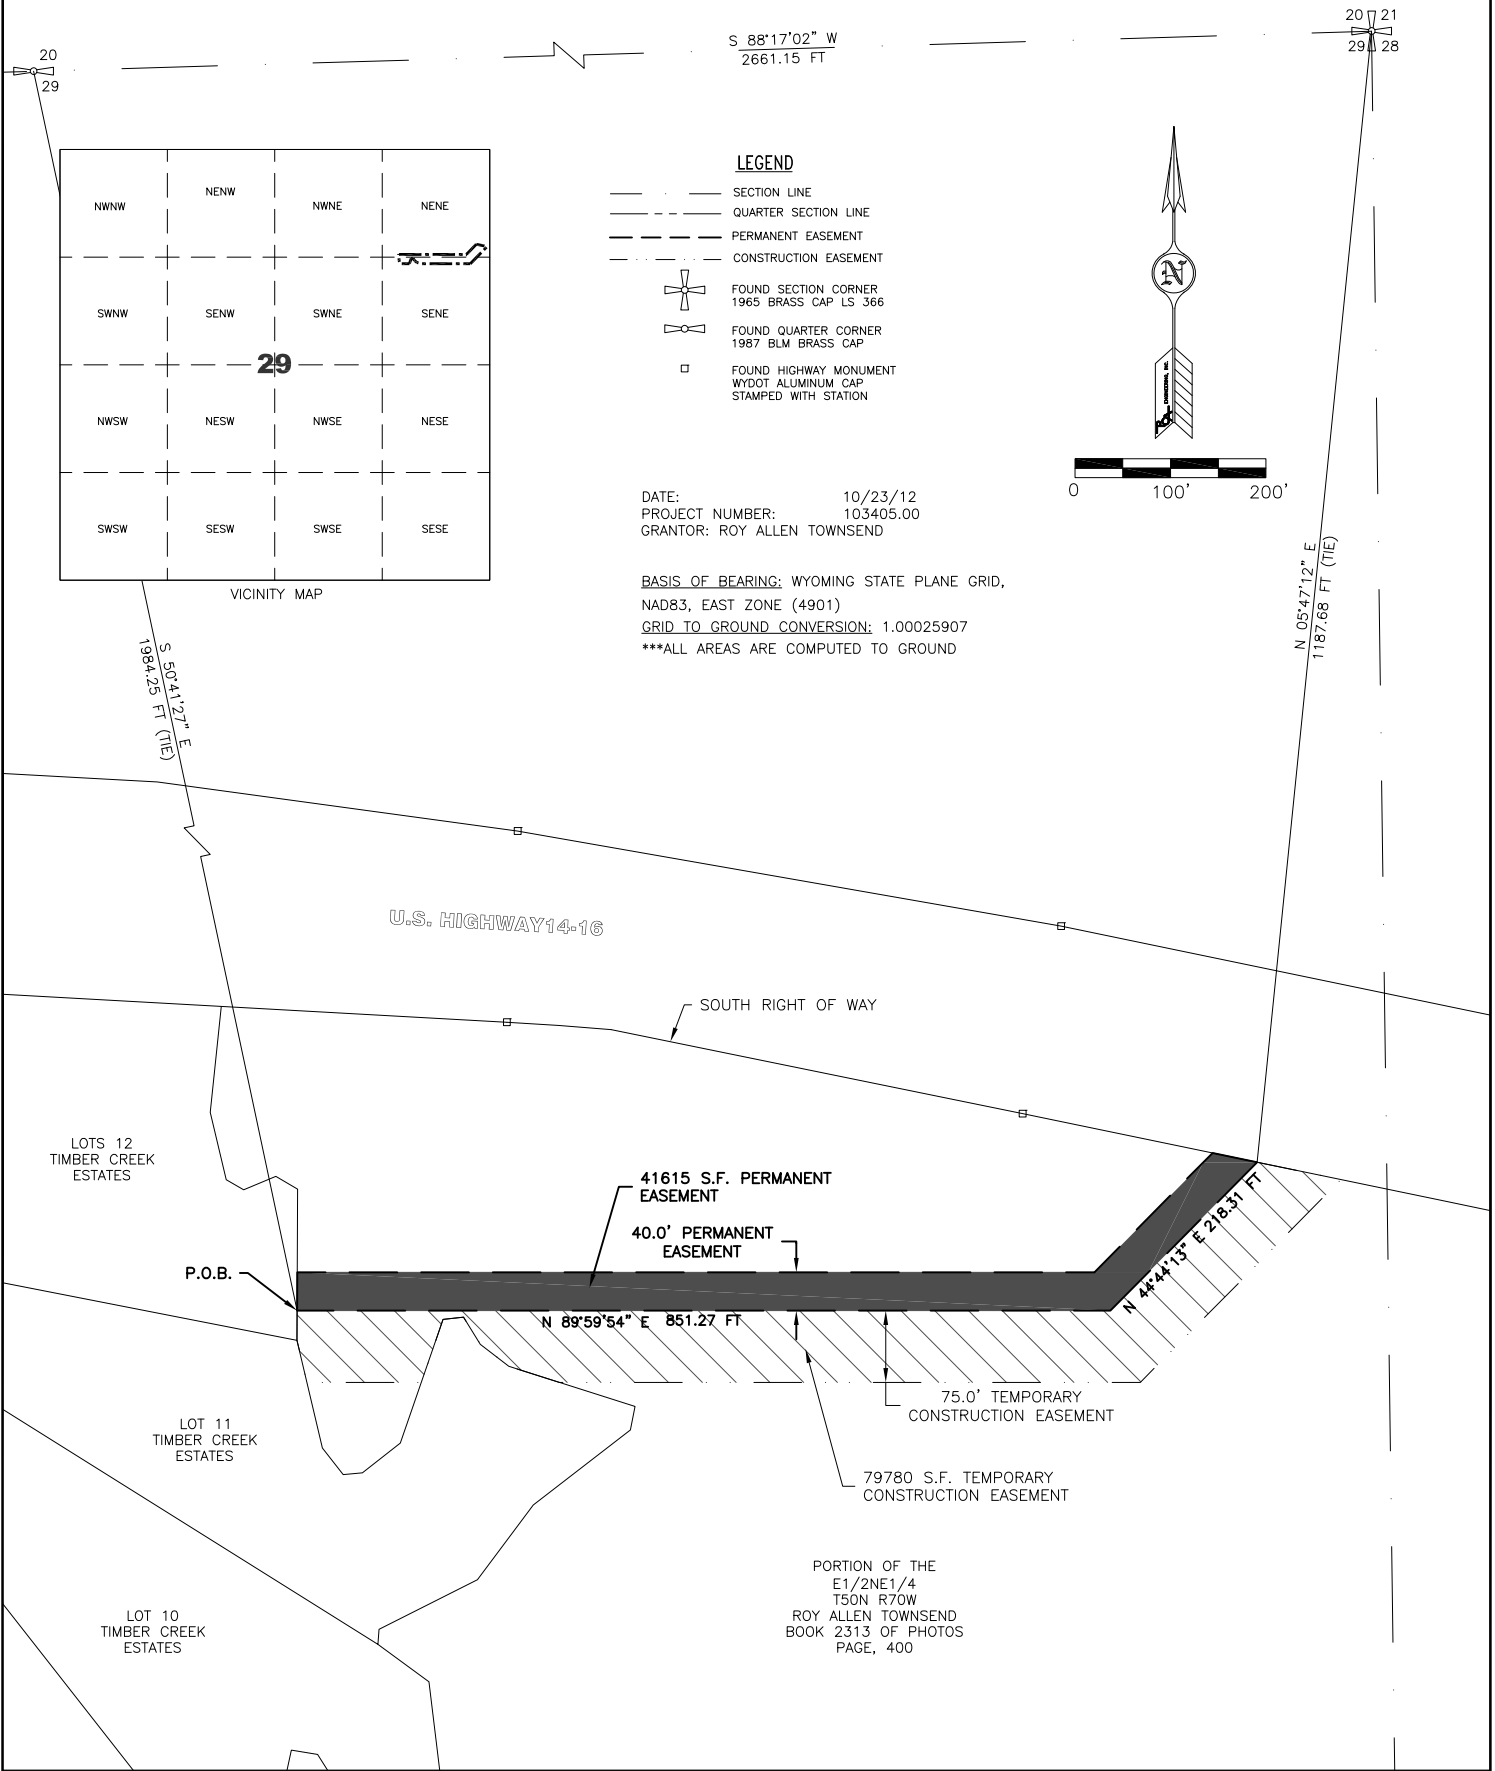 20
29
S 88°17'02" W
2661.15 FT
20 21
29 28
NWNW
NENW
NWNE
NENE
SWNW
SENW
SWNE
SENE
29
NWSW
NESW
NWSE
NESE
SWSW
SESW
SWSE
SESE
VICINITY MAP
LEGEND
SECTION LINE
QUARTER SECTION LINE
PERMANENT EASEMENT
CONSTRUCTION EASEMENT
FOUND SECTION CORNER
1965 BRASS CAP LS 366
FOUND QUARTER CORNER
1987 BLM BRASS CAP
FOUND HIGHWAY MONUMENT
WYDOT ALUMINUM CAP
STAMPED WITH STATION
N
ENGINEERING, INC.
0 100' 200'
DATE: 10/23/12
PROJECT NUMBER: 103405.00
GRANTOR: ROY ALLEN TOWNSEND
BASIS OF BEARING: WYOMING STATE PLANE GRID,
NAD83, EAST ZONE (4901)
GRID TO GROUND CONVERSION: 1.00025907
***ALL AREAS ARE COMPUTED TO GROUND
N 05°47'12" E
1187.68 FT (TIE)
S 50°41'27" E
1984.25 FT (TIE)
U.S. HIGHWAY14-16
SOUTH RIGHT OF WAY
LOTS 12
TIMBER CREEK
ESTATES
41615 S.F. PERMANENT
EASEMENT
40.0' PERMANENT
EASEMENT
P.O.B.
N 44°44'13" E 218.31 FT
N 89°59'54" E 851.27 FT
75.0' TEMPORARY
CONSTRUCTION EASEMENT
LOT 11
TIMBER CREEK
ESTATES
79780 S.F. TEMPORARY
CONSTRUCTION EASEMENT
PORTION OF THE
E1/2NE1/4
T50N R70W
ROY ALLEN TOWNSEND
BOOK 2313 OF PHOTOS
PAGE, 400
LOT 10
TIMBER CREEK
ESTATES